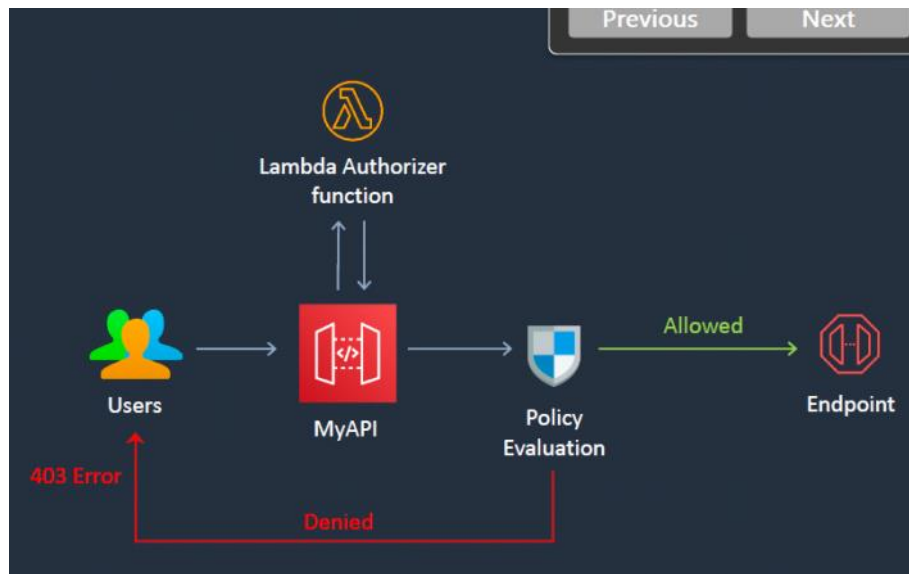 Previous
Next
Lambda Authorizer
function
Allowed
</>
Users
MyAPI
Policy
Evaluation
Endpoint
403 Error
Denied